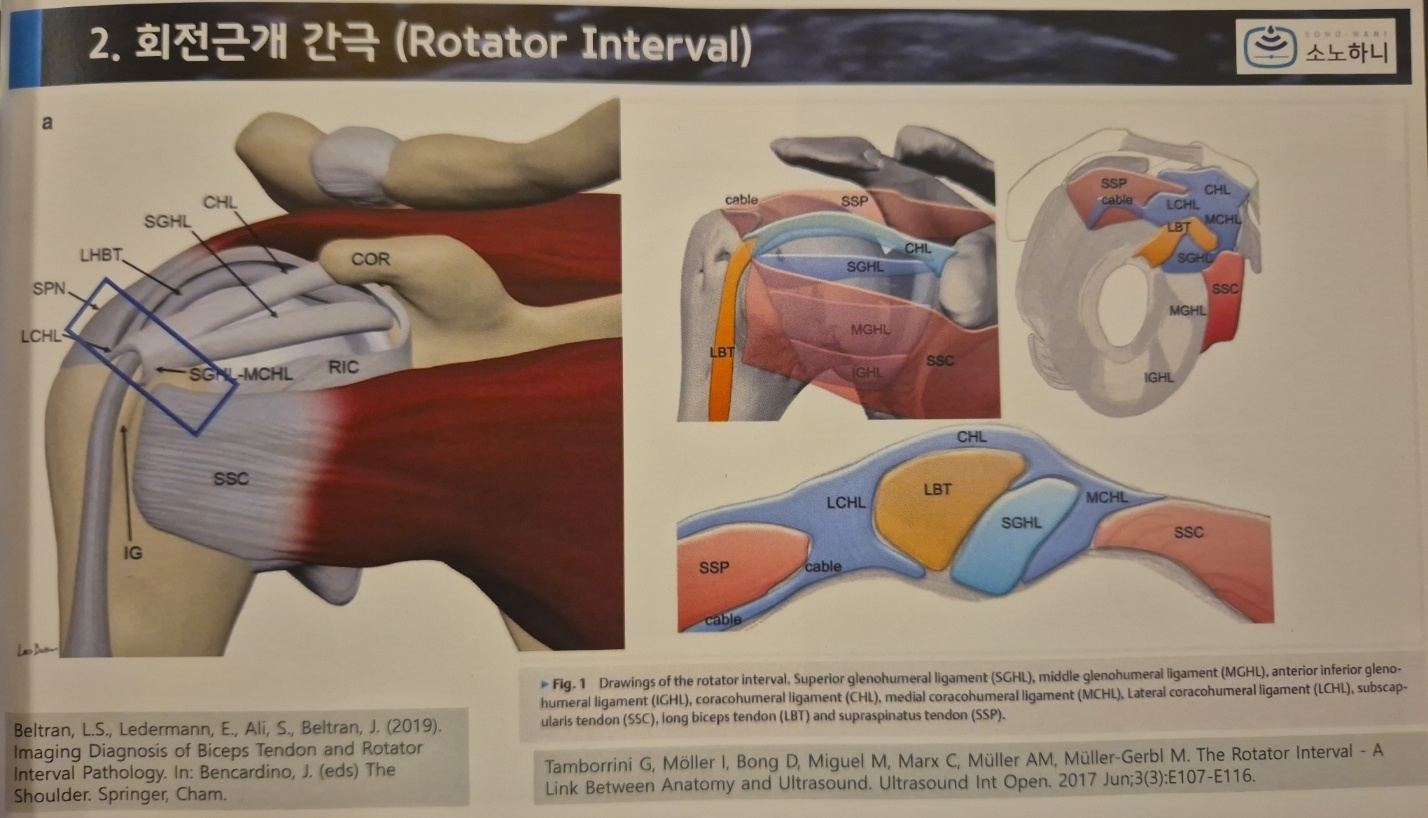 2. 회전근개 간극 (Rotator Interval)
SONO-HANI
소노하니
a
CHL
SGHL
LHBT
SPN
LCHL
COR
SGHL-MCHL
RIC
SSC
IG
cable
SSP
CHL
SGHL
MGHL
LBT
IGHL
SSC
SSP
cable
CHL
LCHL
MCHL
LBT
SGHL
SSC
MGHL
IGHL
CHL
LCHL
LBT
MCHL
SGHL
SSC
SSP
cable
cable
▸ Fig. 1 Drawings of the rotator interval. Superior glenohumeral ligament (SGHL), middle glenohumeral ligament (MGHL), anterior inferior gleno-
humeral ligament (IGHL), coracohumeral ligament (CHL), medial coracohumeral ligament (MCHL), Lateral coracohumeral ligament (LCHL), subscap-
ularis tendon (SSC), long biceps tendon (LBT) and supraspinatus tendon (SSP).
Beltran, L.S., Ledermann, E., Ali, S., Beltran, J. (2019).
Imaging Diagnosis of Biceps Tendon and Rotator
Interval Pathology. In: Bencardino, J. (eds) The
Shoulder. Springer, Cham.
Tamborrini G, Möller I, Bong D, Miguel M, Marx C, Müller AM, Müller-Gerbl M. The Rotator Interval - A
Link Between Anatomy and Ultrasound. Ultrasound Int Open. 2017 Jun;3(3):E107-E116.